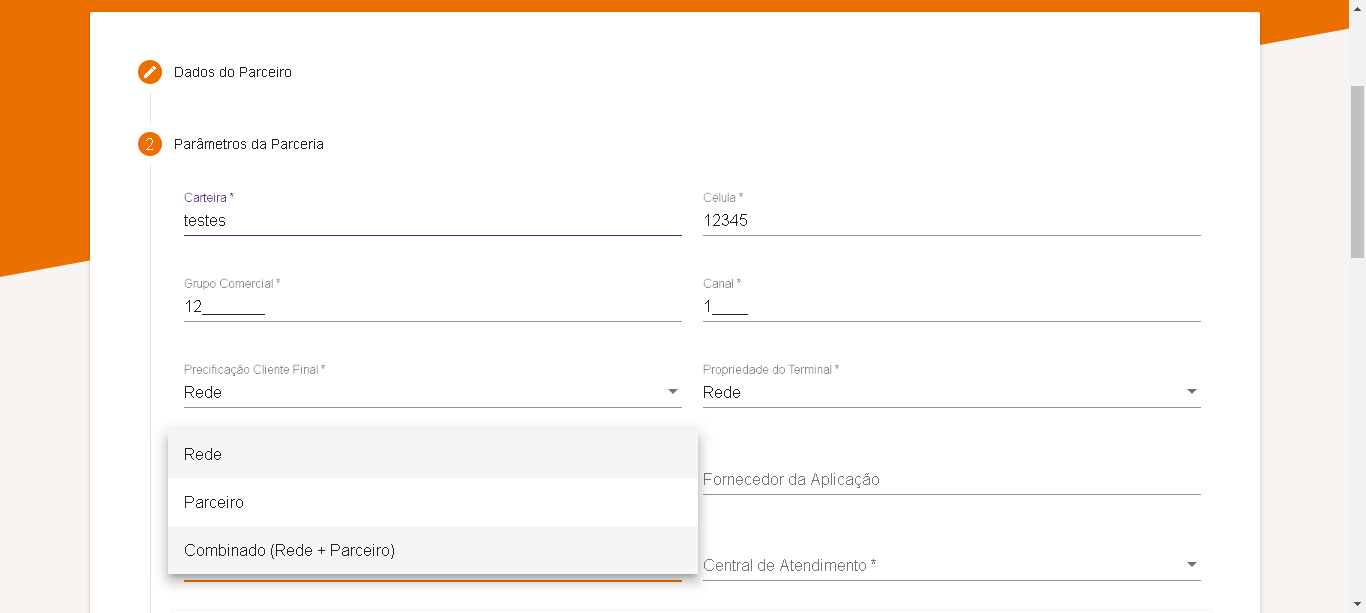 Dados do Parceiro
2 Parâmetros da Parceria
Carteira *
testes
Célula *
12345
Grupo Comercial *
12_______
Canal *
1____
Precificação Cliente Final *
Rede
Propriedade do Terminal *
Rede
Rede
Parceiro
Combinado (Rede + Parceiro)
Fornecedor da Aplicação
Central de Atendimento *